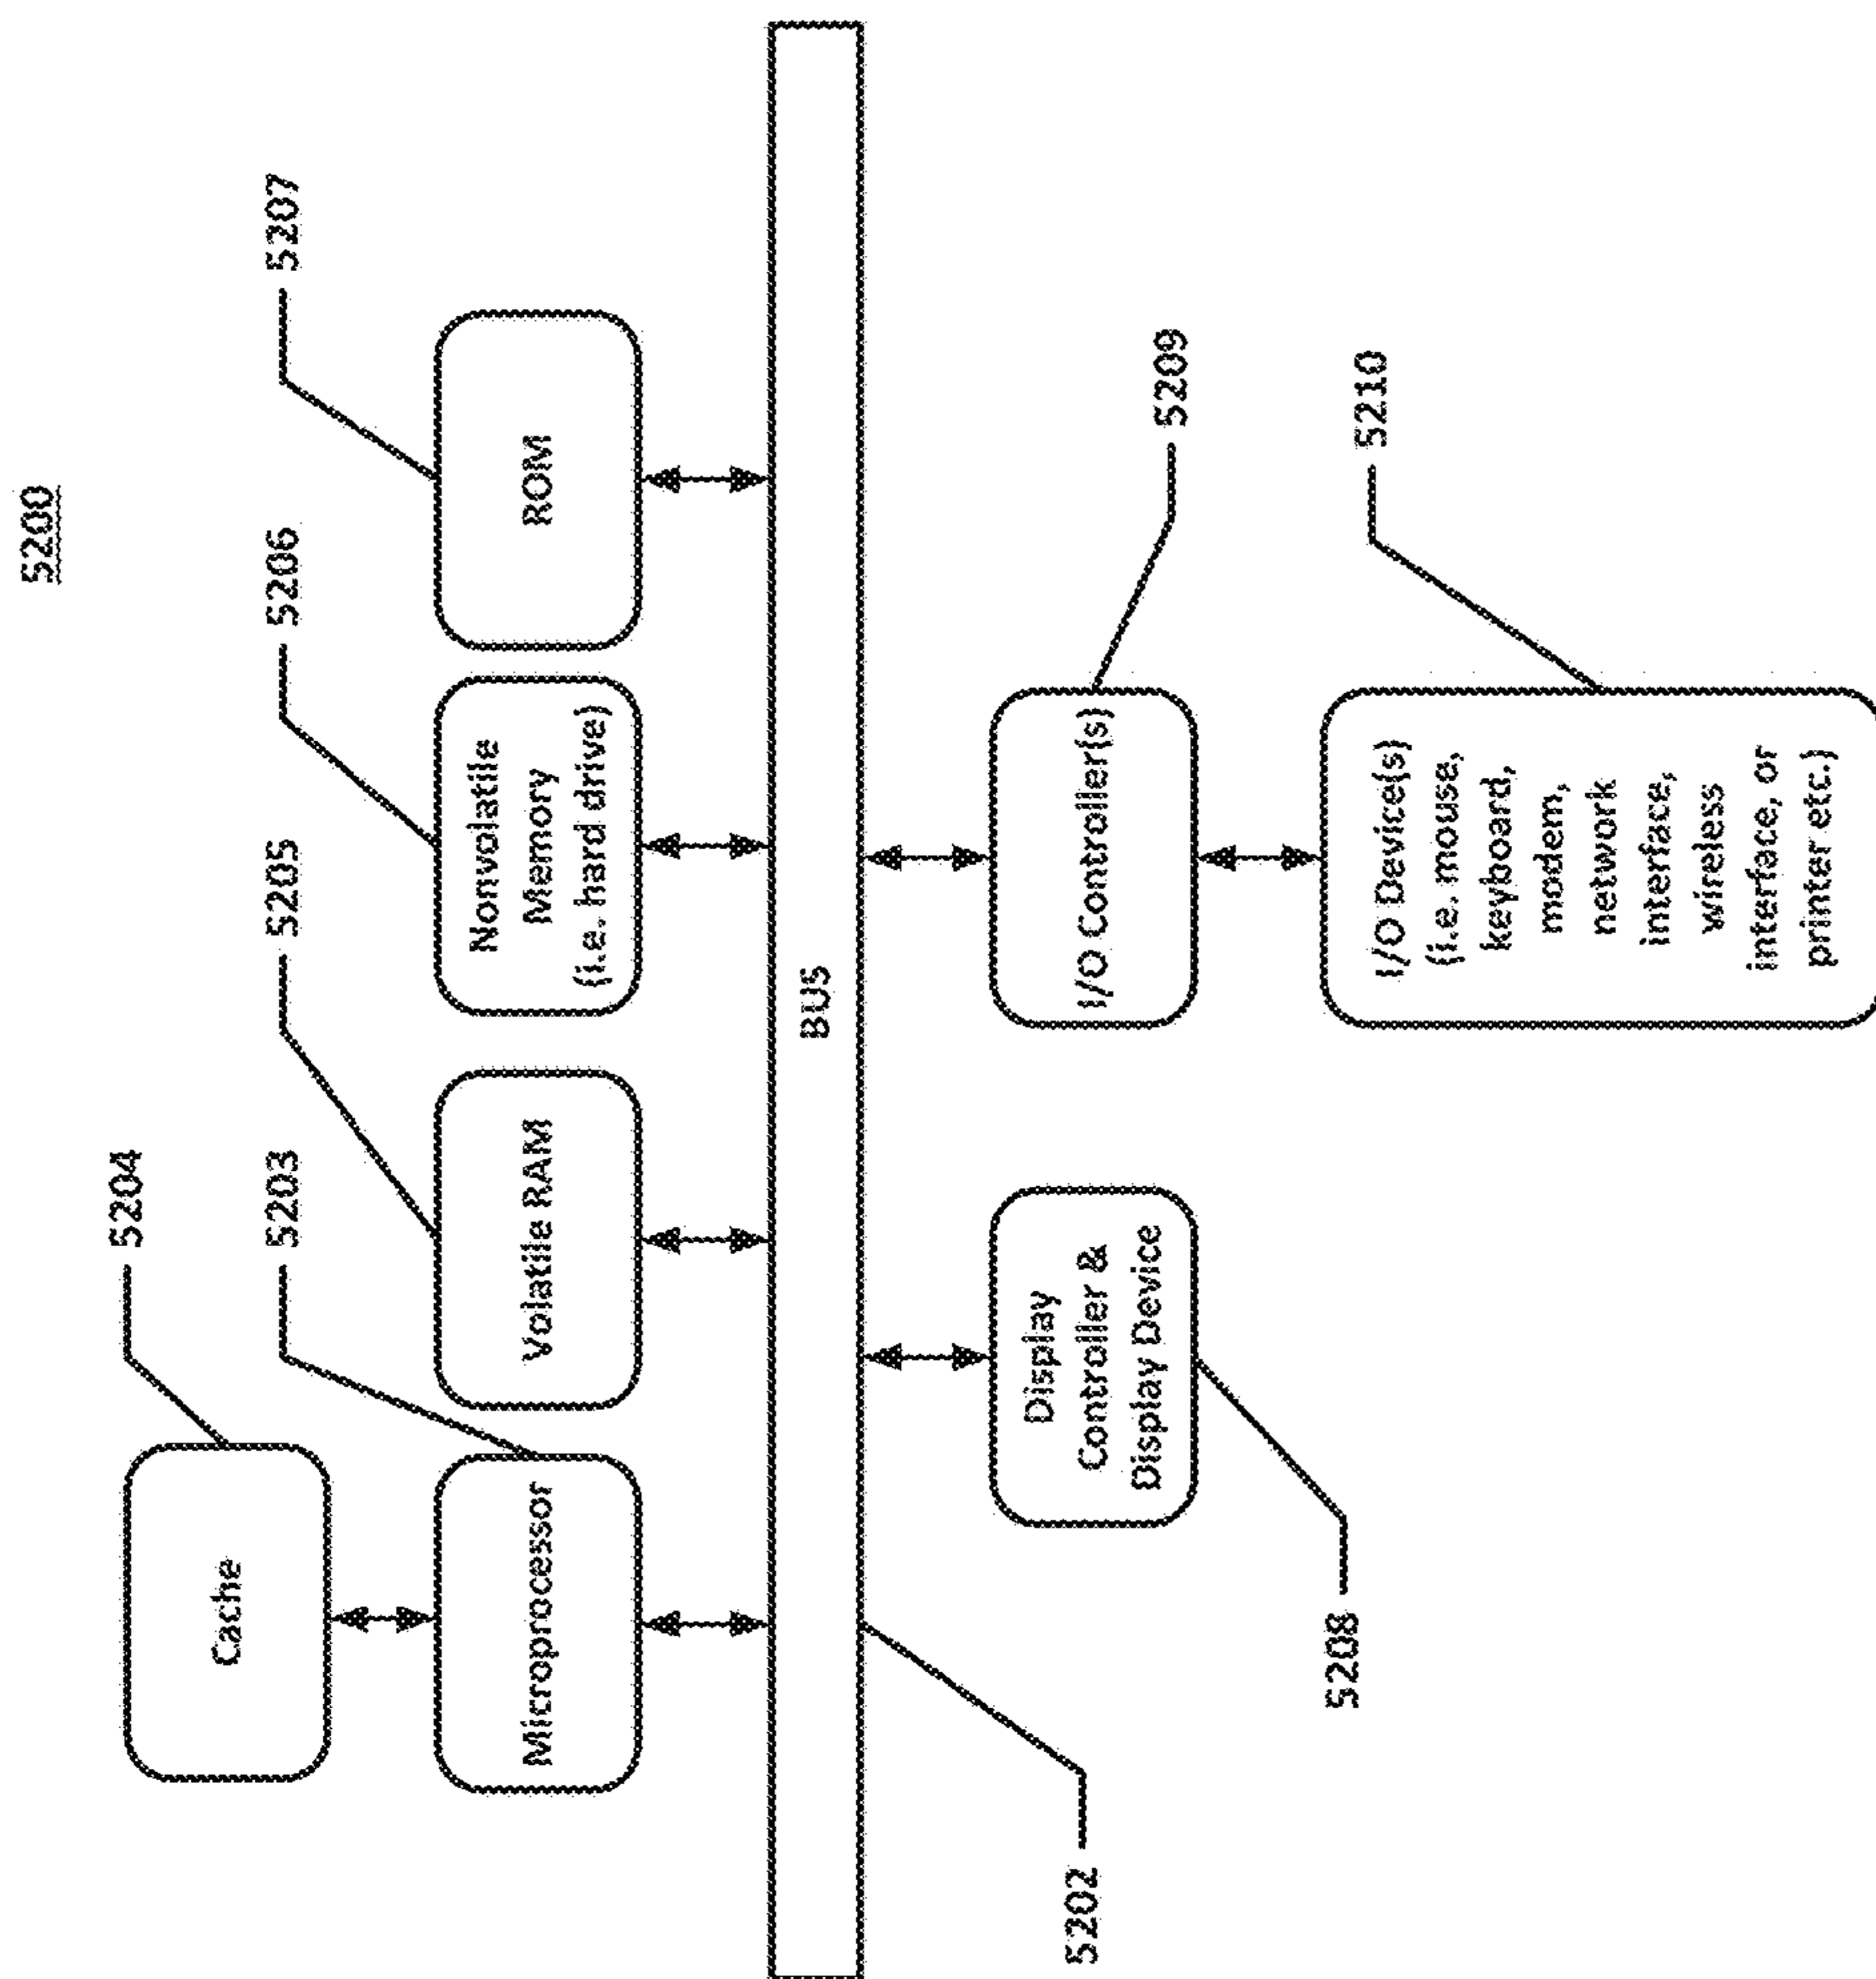 5200
5204
Cache
5203
5205
5206
5207
Microprocessor
Volatile RAM
Nonvolatile
Memory
(i.e. hard drive)
ROM
BUS
5202
Display
Controller &
Display Device
5208
I/O Controller(s)
5209
I/O Device(s)
(i.e. mouse,
keyboard,
modem,
network
interface,
wireless
interface, or
printer etc.)
5210